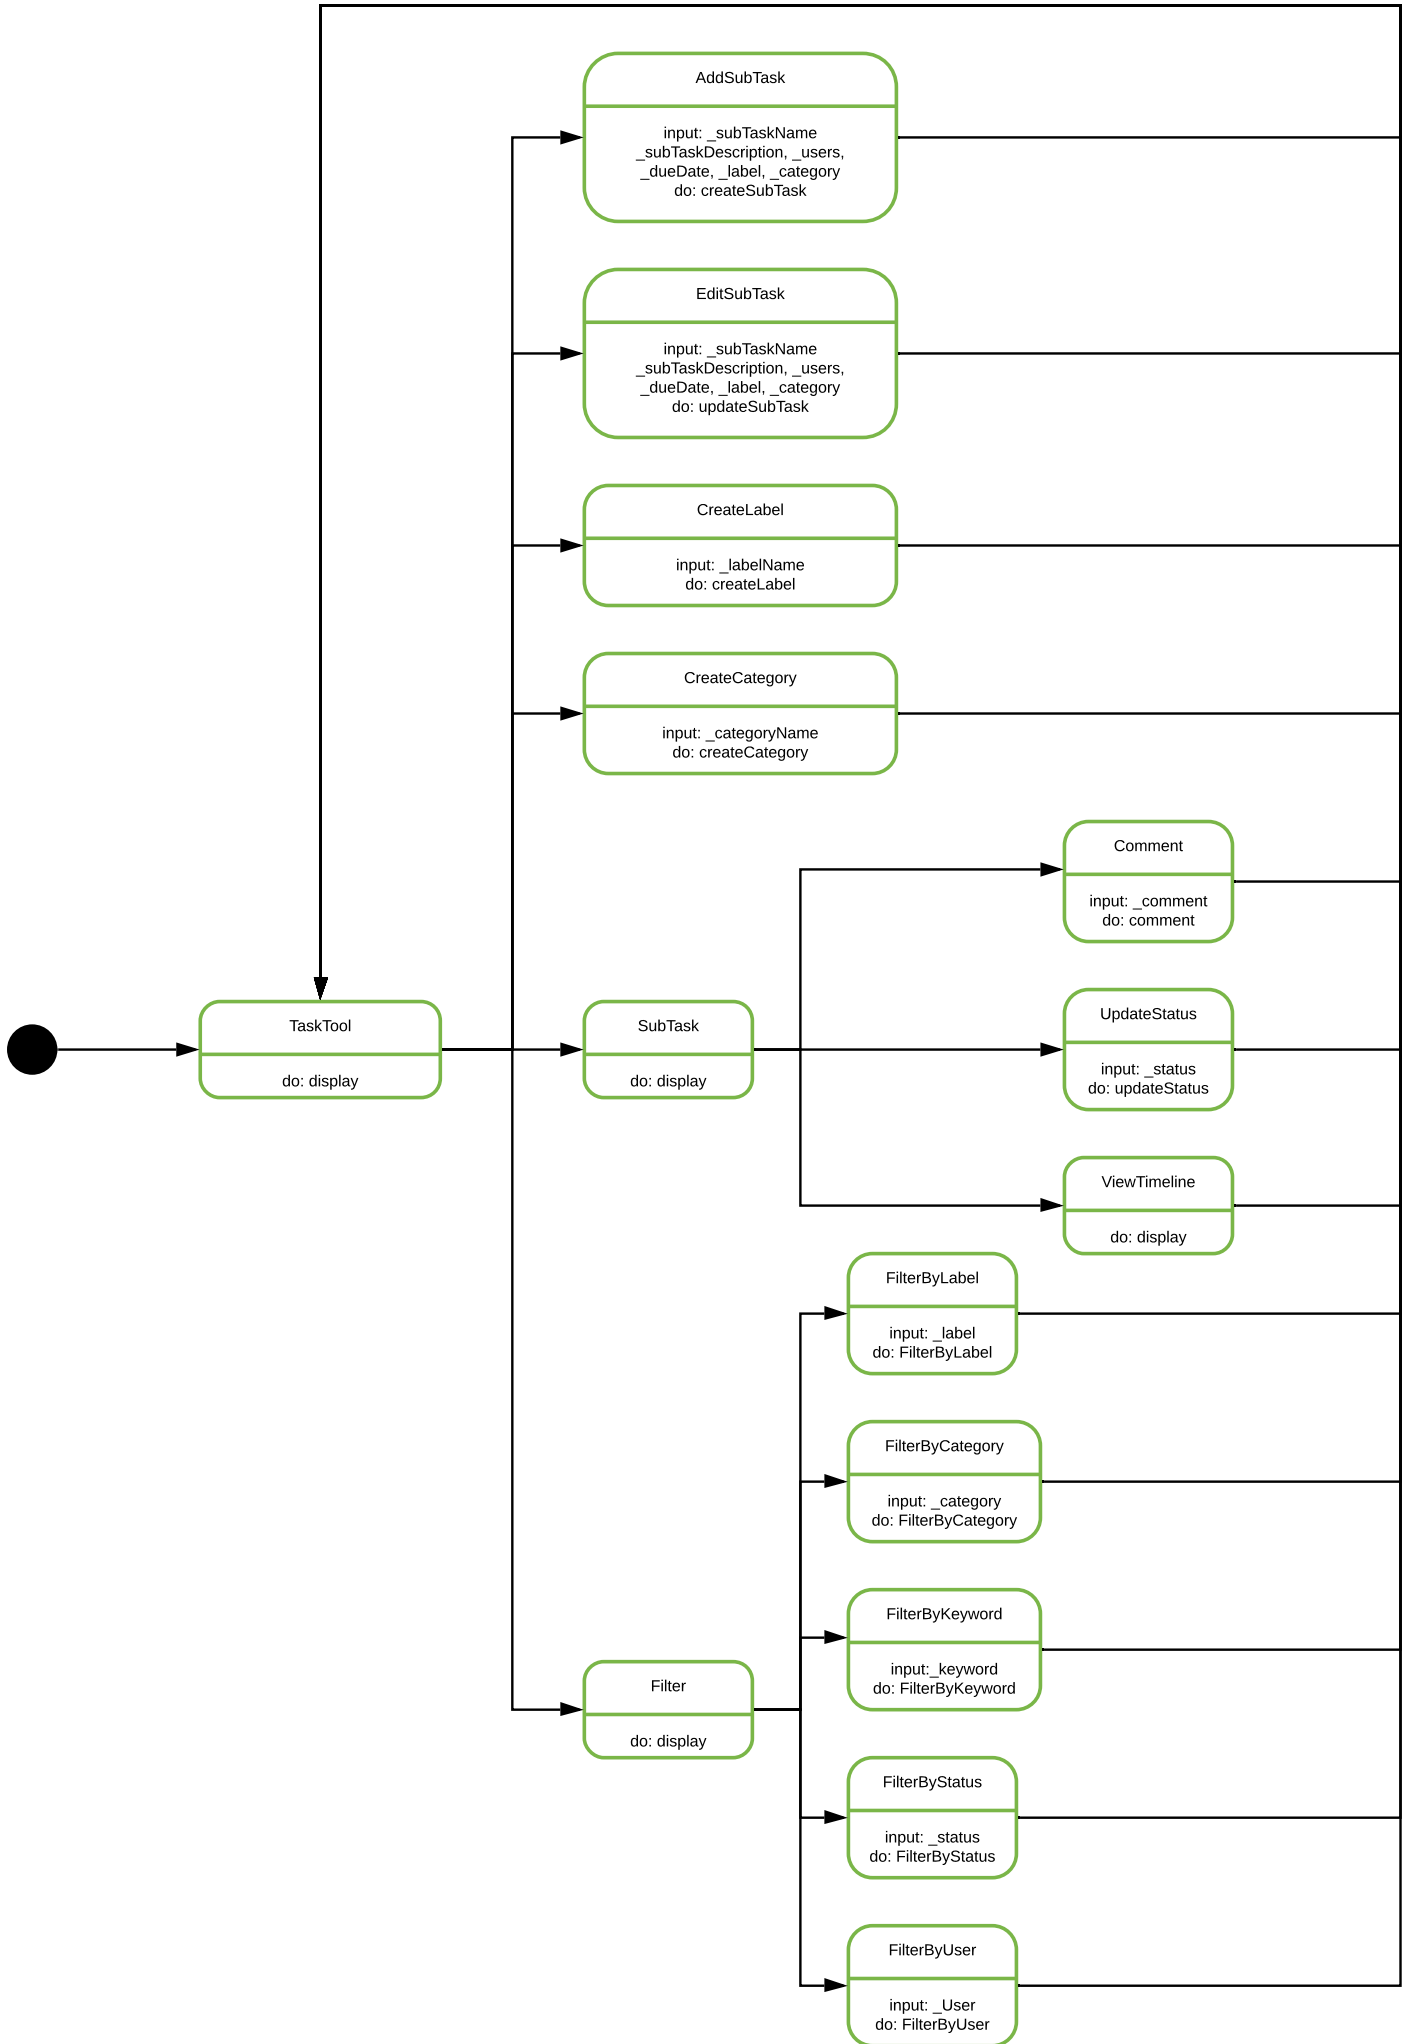 AddSubTask
input: _subTaskName
_subTaskDescription, _users,
_dueDate, _label, _category
do: createSubTask
EditSubTask
input: _subTaskName
_subTaskDescription, _users,
_dueDate, _label, _category
do: updateSubTask
CreateLabel
input: _labelName
do: createLabel
CreateCategory
input: _categoryName
do: createCategory
Comment
input: _comment
do: comment
TaskTool
do: display
SubTask
do: display
UpdateStatus
input: _status
do: updateStatus
ViewTimeline
do: display
FilterByLabel
input: _label
do: FilterByLabel
FilterByCategory
input: _category
do: FilterByCategory
FilterByKeyword
input:_keyword
do: FilterByKeyword
Filter
do: display
FilterByStatus
input: _status
do: FilterByStatus
FilterByUser
input: _User
do: FilterByUser